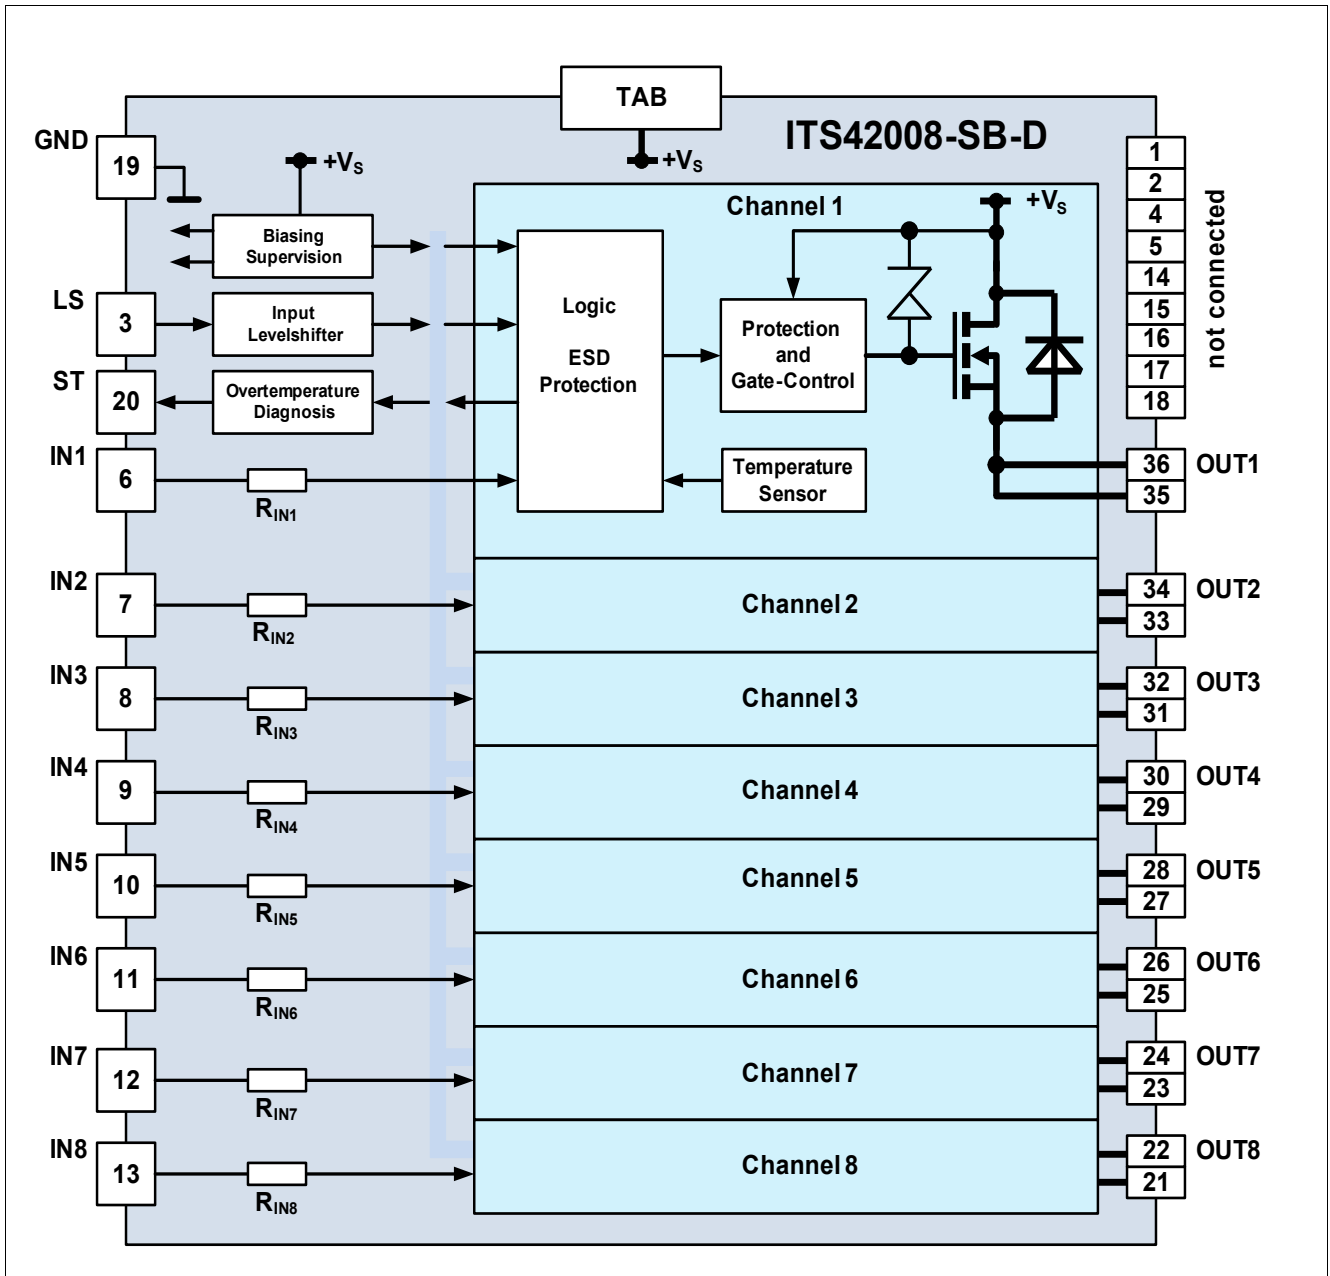 TAB
ITS42008-SB-D
GND
19
+VS
+VS
Biasing
Supervision
LS
3
Input
Levelshifter
ST
20
Overtemperature
Diagnosis
IN1
6
RIN1
Channel 1
+VS
Logic
ESD
Protection
Protection
and
Gate-Control
Temperature
Sensor
1
2
4
5
14
15
16
17
18
not connected
36
35
OUT1
IN2
7
RIN2
Channel 2
34
33
OUT2
IN3
8
RIN3
Channel 3
32
31
OUT3
IN4
9
RIN4
Channel 4
30
29
OUT4
IN5
10
RIN5
Channel 5
28
27
OUT5
IN6
11
RIN6
Channel 6
26
25
OUT6
IN7
12
RIN7
Channel 7
24
23
OUT7
IN8
13
RIN8
Channel 8
22
21
OUT8